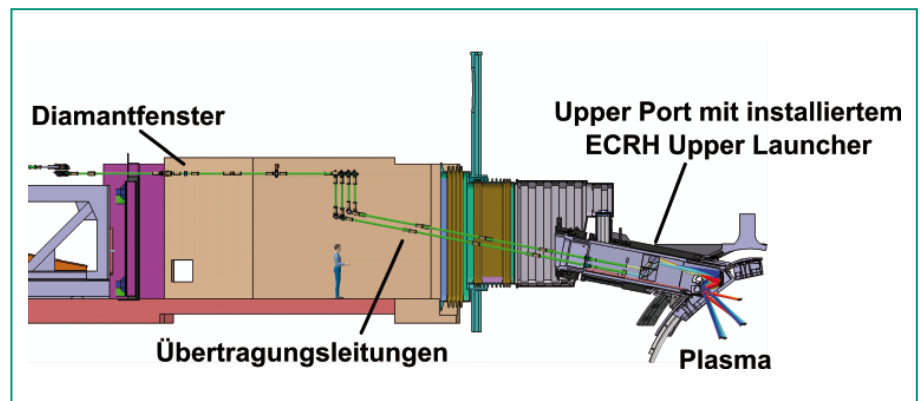 Diamantfenster
Upper Port mit installiertem
ECRH Upper Launcher
Übertragungsleitungen
Plasma